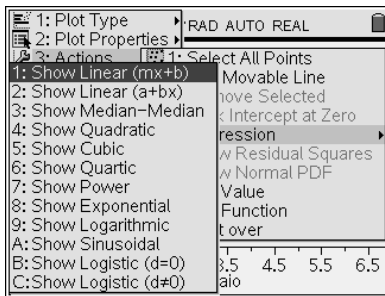 1: Plot Type
RAD AUTO REAL
2: Plot Properties
3: Actions
1: Select All Points
1: Show Linear (mx+b)
Movable Line
2: Show Linear (a+bx)
Selected
3: Show Median-Median
Intercept at Zero
4: Show Quadratic
5: Show Cubic
Residual Squares
6: Show Quartic
Normal PDF
7: Show Power
Value
8: Show Exponential
Function
9: Show Logarithmic
over
A: Show Sinusoidal
B: Show Logistic (d=0)
3.5 4.5 5.5 6.5
C: Show Logistic (d≠0)